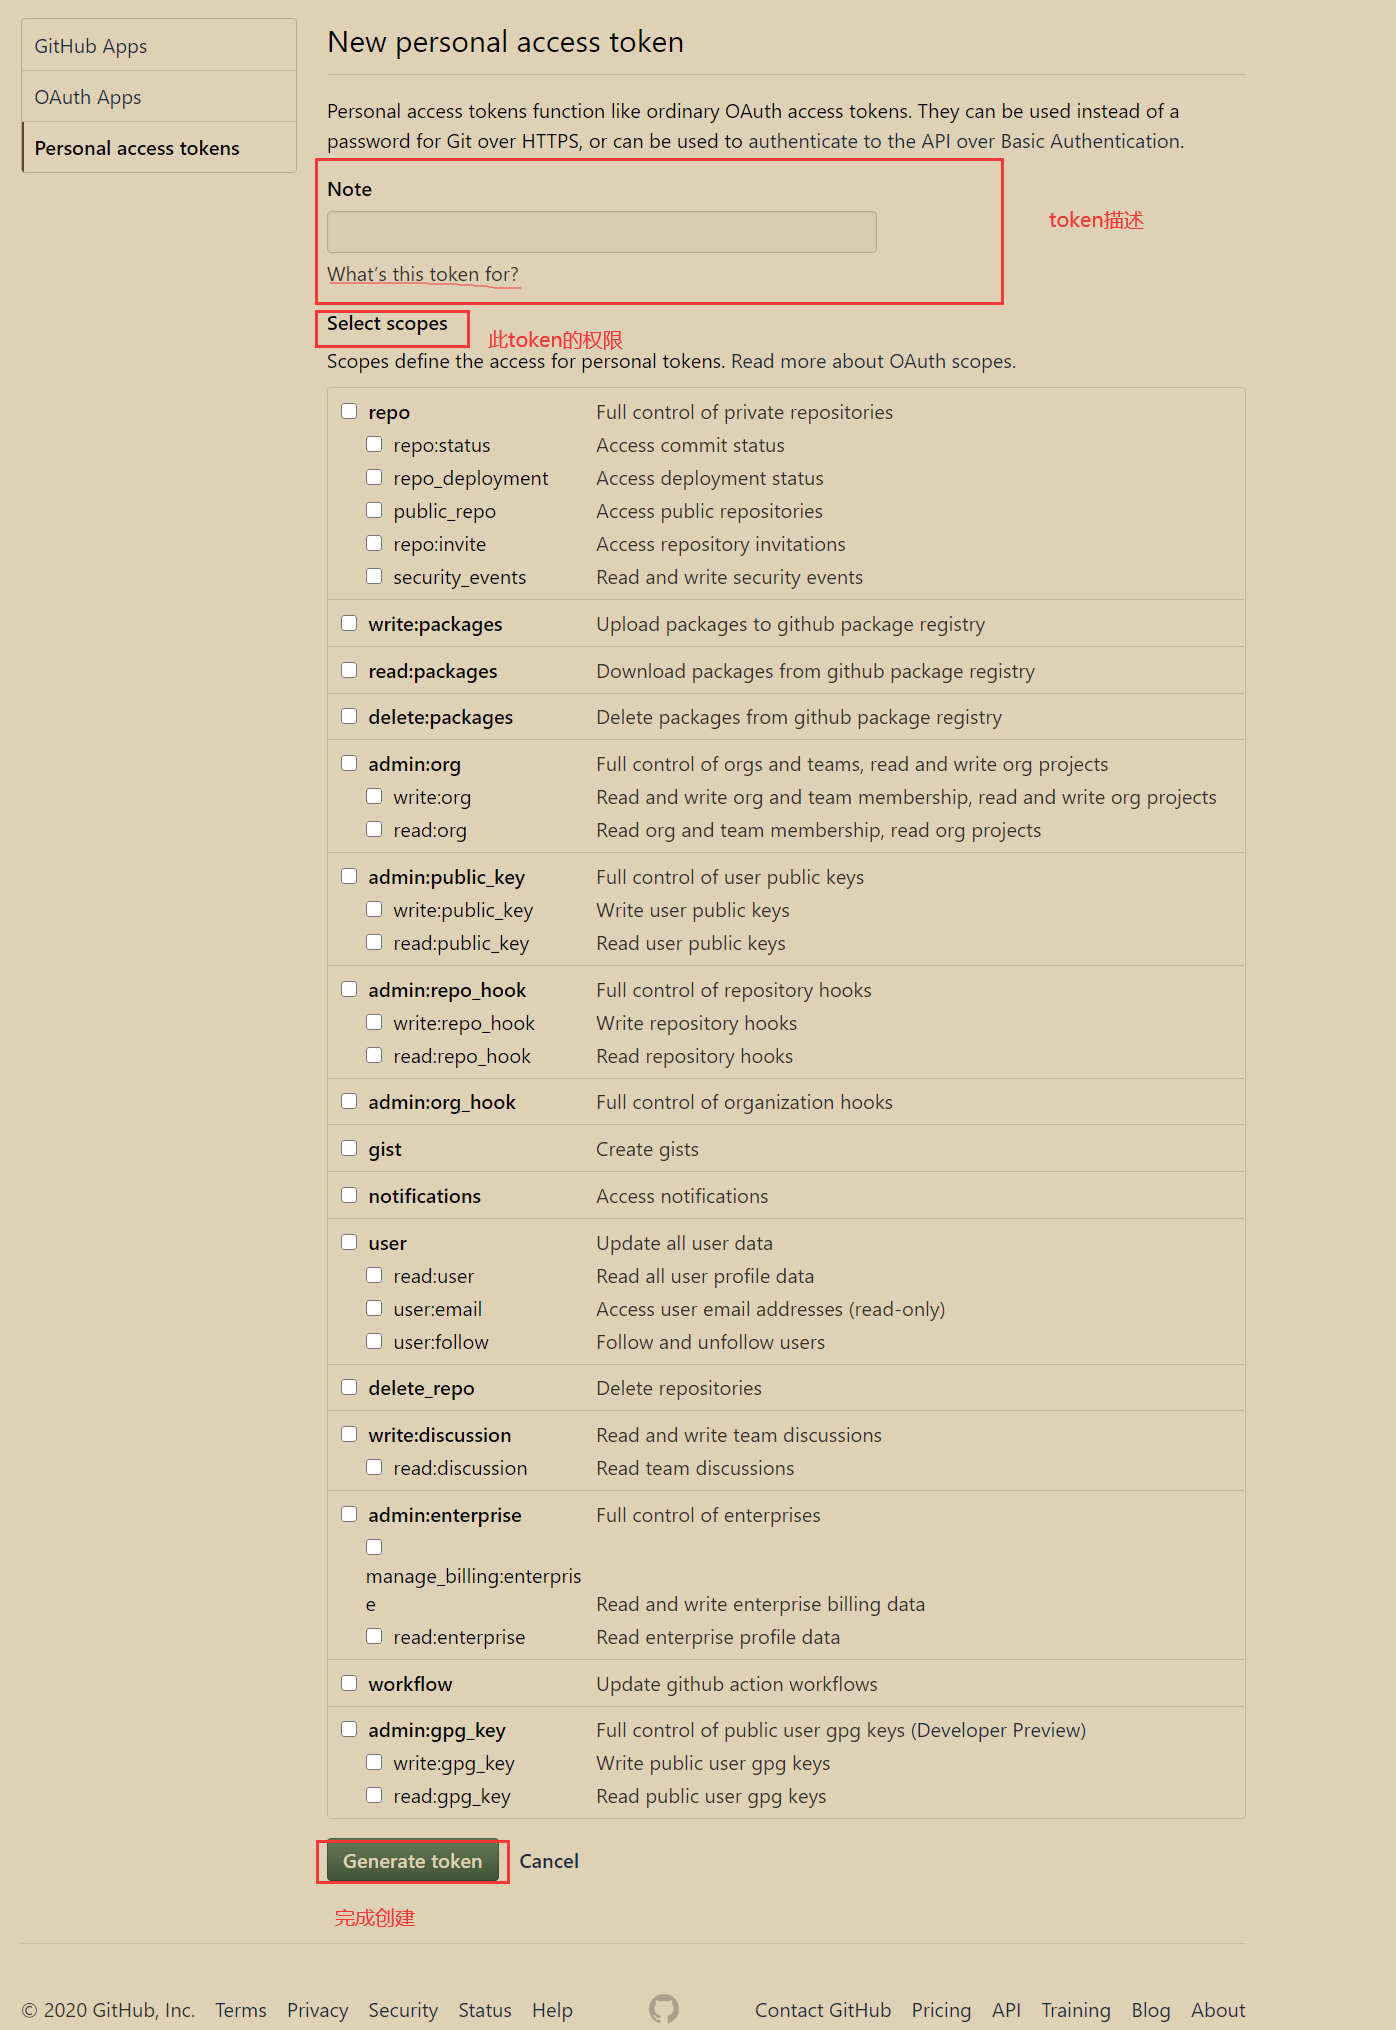 GitHub Apps
OAuth Apps
Personal access tokens
New personal access token
Personal access tokens function like ordinary OAuth access tokens. They can be used instead of a
password for Git over HTTPS, or can be used to authenticate to the API over Basic Authentication.
Note
token描述
What's this token for?
Select scopes
此token的权限
Scopes define the access for personal tokens. Read more about OAuth scopes.
repo Full control of private repositories
repo:status Access commit status
repo_deployment Access deployment status
public_repo Access public repositories
repo:invite Access repository invitations
security_events Read and write security events
write:packages Upload packages to github package registry
read:packages Download packages from github package registry
delete:packages Delete packages from github package registry
admin:org Full control of orgs and teams, read and write org projects
write:org Read and write org and team membership, read and write org projects
read:org Read org and team membership, read org projects
admin:public_key Full control of user public keys
write:public_key Write user public keys
read:public_key Read user public keys
admin:repo_hook Full control of repository hooks
write:repo_hook Write repository hooks
read:repo_hook Read repository hooks
admin:org_hook Full control of organization hooks
gist Create gists
notifications Access notifications
user Update all user data
read:user Read all user profile data
user:email Access user email addresses (read-only)
user:follow Follow and unfollow users
delete_repo Delete repositories
write:discussion Read and write team discussions
read:discussion Read team discussions
admin:enterprise Full control of enterprises
manage_billing:enterpris
e Read and write enterprise billing data
read:enterprise Read enterprise profile data
workflow Update github action workflows
admin:gpg_key Full control of public user gpg keys (Developer Preview)
write:gpg_key Write public user gpg keys
read:gpg_key Read public user gpg keys
Generate token Cancel
完成创建
© 2020 GitHub, Inc. Terms Privacy Security Status Help Contact GitHub Pricing API Training Blog About